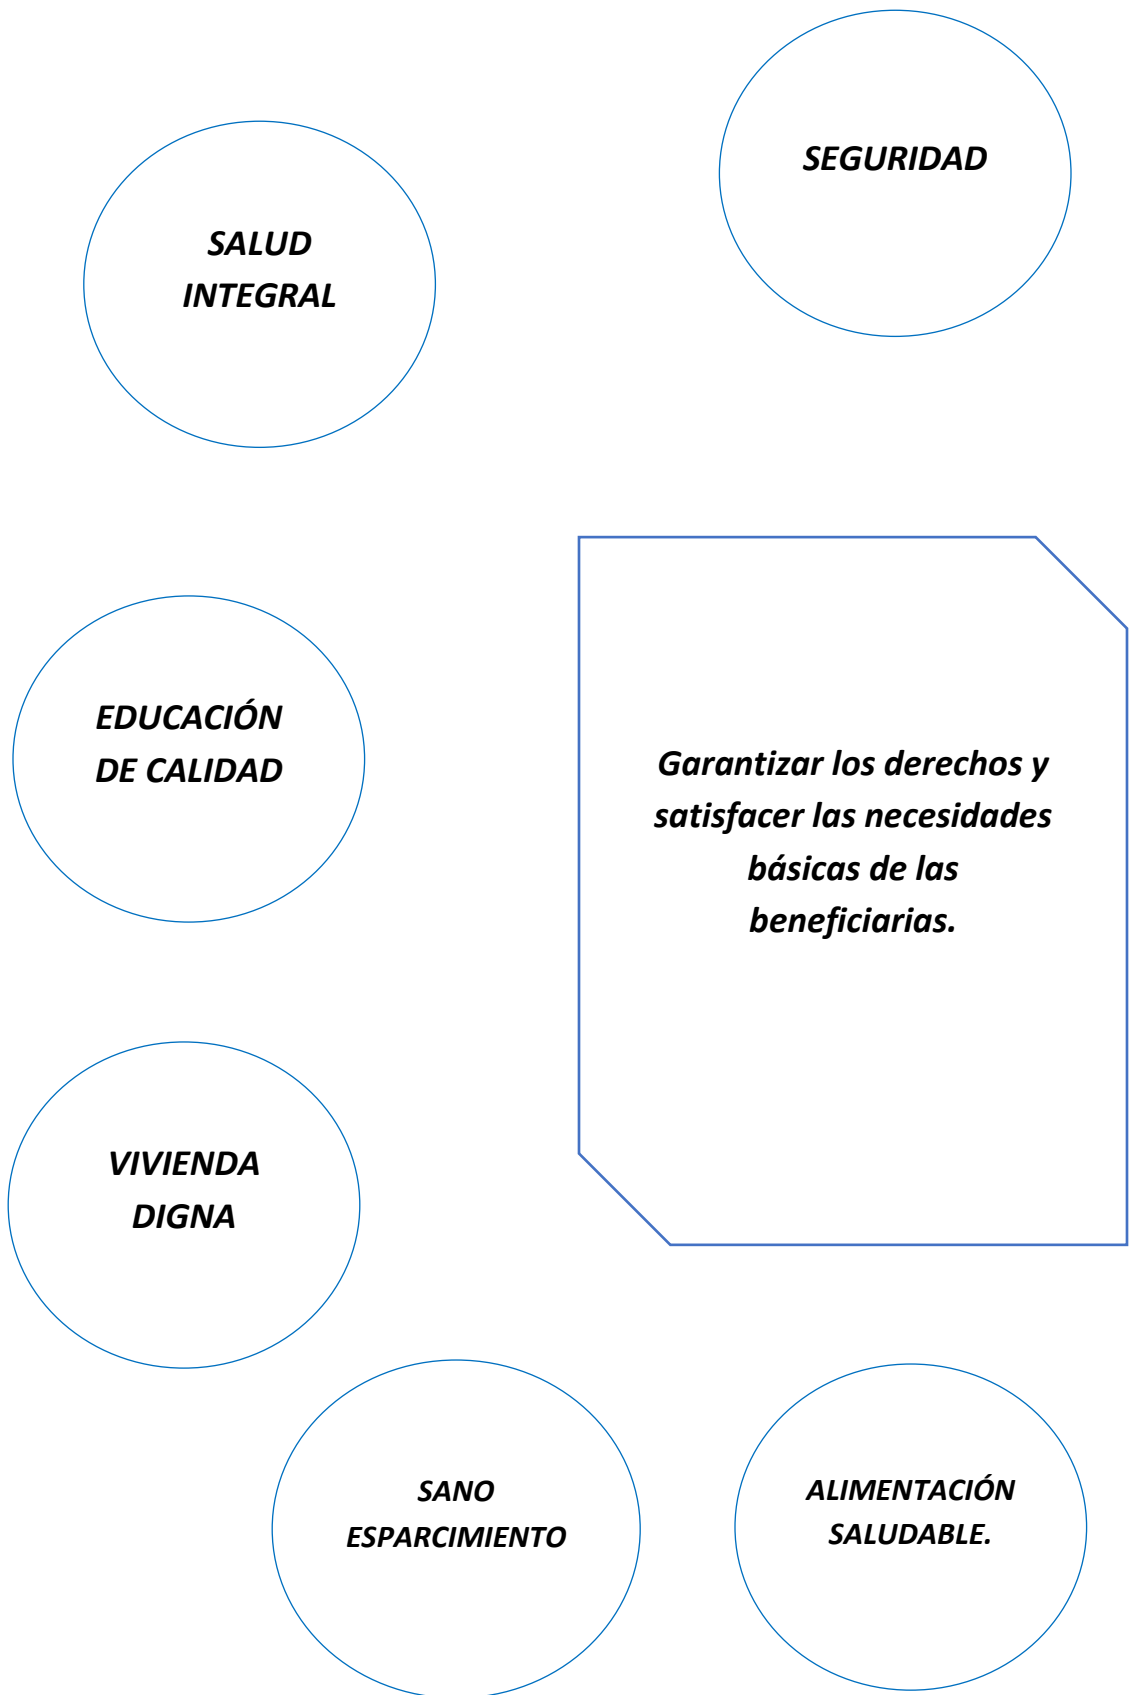 SEGURIDAD
SALUD
INTEGRAL
EDUCACIÓN
DE CALIDAD
Garantizar los derechos y
satisfacer las necesidades
básicas de las
beneficiarias.
VIVIENDA
DIGNA
SANO
ESPARCIMIENTO
ALIMENTACIÓN
SALUDABLE.